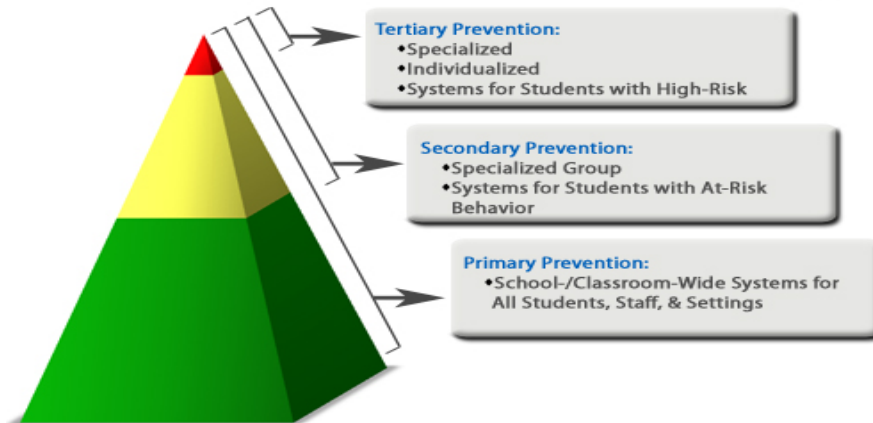 Tertiary Prevention:
◆Specialized
◆Individualized
◆Systems for Students with High-Risk
Secondary Prevention:
◆Specialized Group
◆Systems for Students with At-Risk
Behavior
Primary Prevention:
◆School-/Classroom-Wide Systems for
All Students, Staff, & Settings